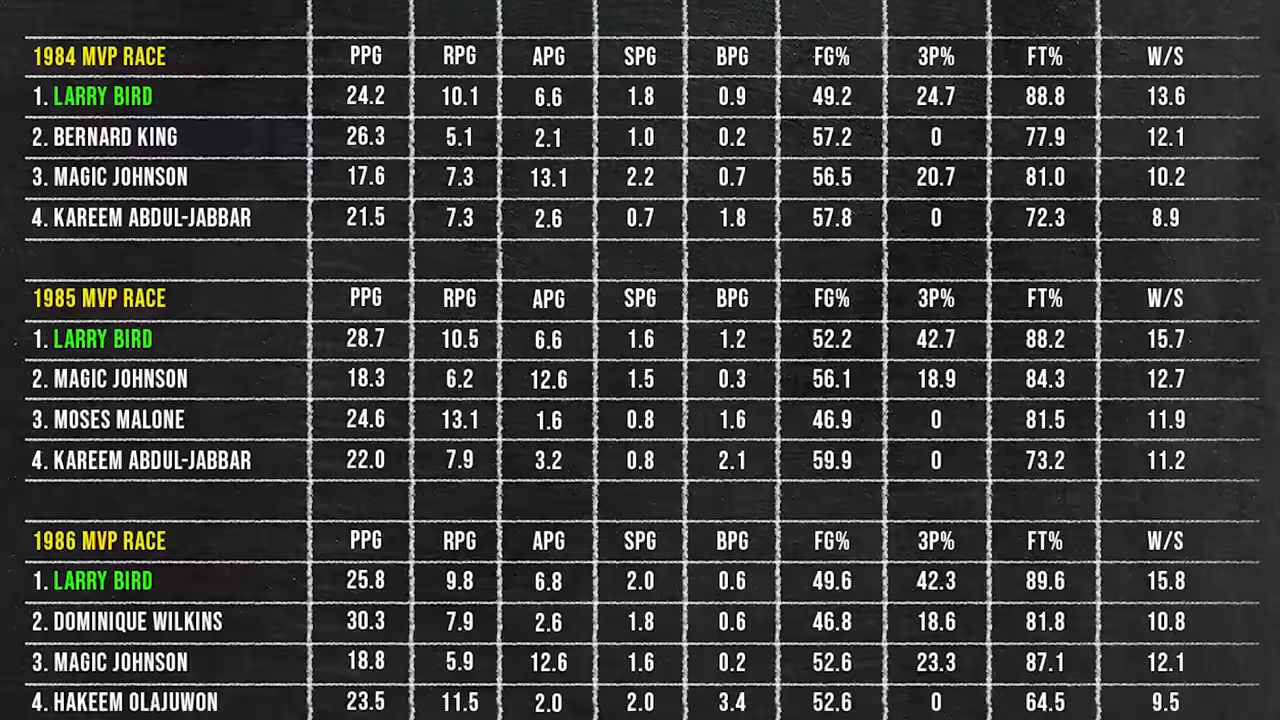 1984 MVP RACE PPG RPG APG SPG BPG FG% 3P% FT% W/S
1. LARRY BIRD 24.2 10.1 6.6 1.8 0.9 49.2 24.7 88.8 13.6
2. BERNARD KING 26.3 5.1 2.1 1.0 0.2 57.2 0 77.9 12.1
3. MAGIC JOHNSON 17.6 7.3 13.1 2.2 0.7 56.5 20.7 81.0 10.2
4. KAREEM ABDUL-JABBAR 21.5 7.3 2.6 0.7 1.8 57.8 0 72.3 8.9
1985 MVP RACE PPG RPG APG SPG BPG FG% 3P% FT% W/S
1. LARRY BIRD 28.7 10.5 6.6 1.6 1.2 52.2 42.7 88.2 15.7
2. MAGIC JOHNSON 18.3 6.2 12.6 1.5 0.3 56.1 18.9 84.3 12.7
3. MOSES MALONE 24.6 13.1 1.6 0.8 1.6 46.9 0 81.5 11.9
4. KAREEM ABDUL-JABBAR 22.0 7.9 3.2 0.8 2.1 59.9 0 73.2 11.2
1986 MVP RACE PPG RPG APG SPG BPG FG% 3P% FT% W/S
1. LARRY BIRD 25.8 9.8 6.8 2.0 0.6 49.6 42.3 89.6 15.8
2. DOMINIQUE WILKINS 30.3 7.9 2.6 1.8 0.6 46.8 18.6 81.8 10.8
3. MAGIC JOHNSON 18.8 5.9 12.6 1.6 0.2 52.6 23.3 87.1 12.1
4. HAKEEM OLAJUWON 23.5 11.5 2.0 2.0 3.4 52.6 0 64.5 9.5